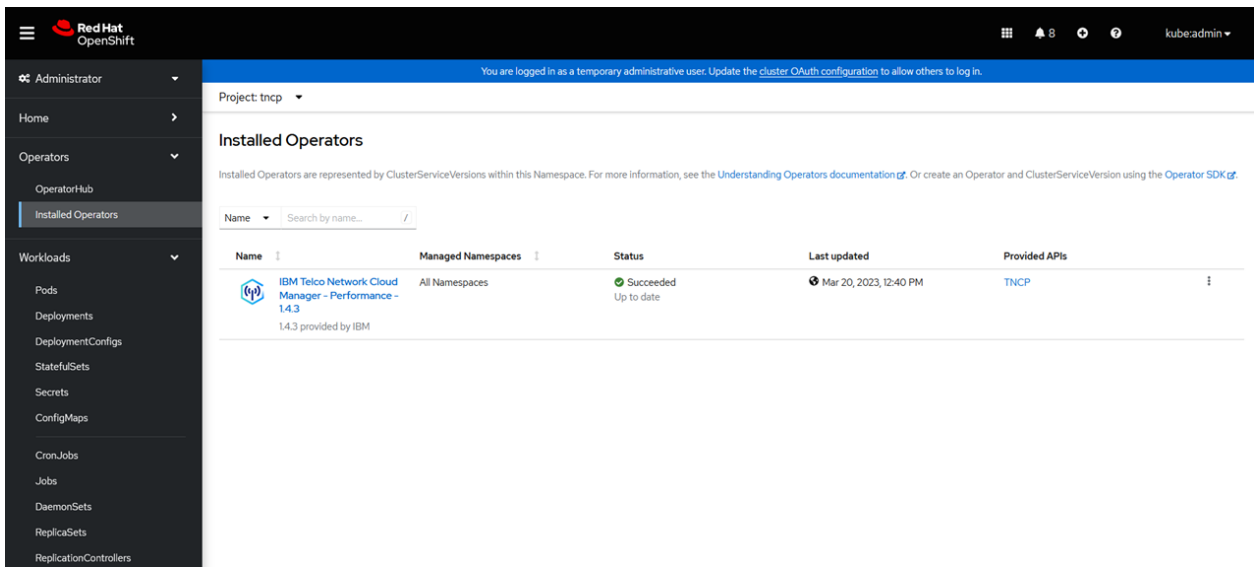 Red Hat
OpenShift
8
kube:admin
You are logged in as a temporary administrative user. Update the cluster OAuth configuration to allow others to log in.
Administrator
Home
Operators
OperatorHub
Installed Operators
Workloads
Pods
Deployments
DeploymentConfigs
StatefulSets
Secrets
ConfigMaps
CronJobs
Jobs
DaemonSets
ReplicaSets
ReplicationControllers
Project: tncp
Installed Operators
Installed Operators are represented by ClusterServiceVersions within this Namespace. For more information, see the Understanding Operators documentation. Or create an Operator and ClusterServiceVersion using the Operator SDK.
Name Search by name... /
Name Managed Namespaces Status Last updated Provided APIs
IBM Telco Network Cloud All Namespaces Succeeded Mar 20, 2023, 12:40 PM TNCP
Manager - Performance - Up to date
1.4.3
1.4.3 provided by IBM